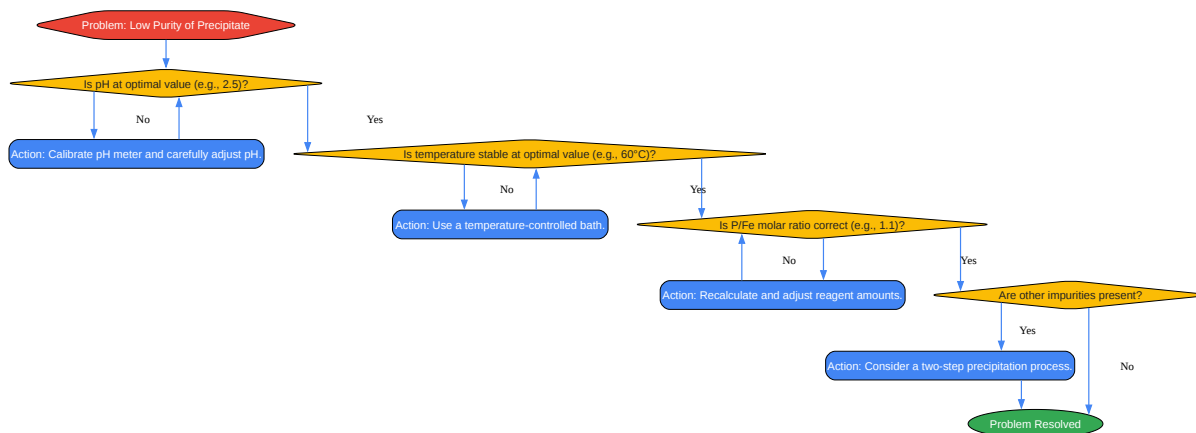 Problem: Low Purity of Precipitate
Is pH at optimal value (e.g., 2.5)?
No
Yes
Action: Calibrate pH meter and carefully adjust pH.
Is temperature stable at optimal value (e.g., 60°C)?
No
Yes
Action: Use a temperature-controlled bath.
Is P/Fe molar ratio correct (e.g., 1.1)?
No
Yes
Action: Recalculate and adjust reagent amounts.
Are other impurities present?
Yes
Action: Consider a two-step precipitation process.
No
Problem Resolved